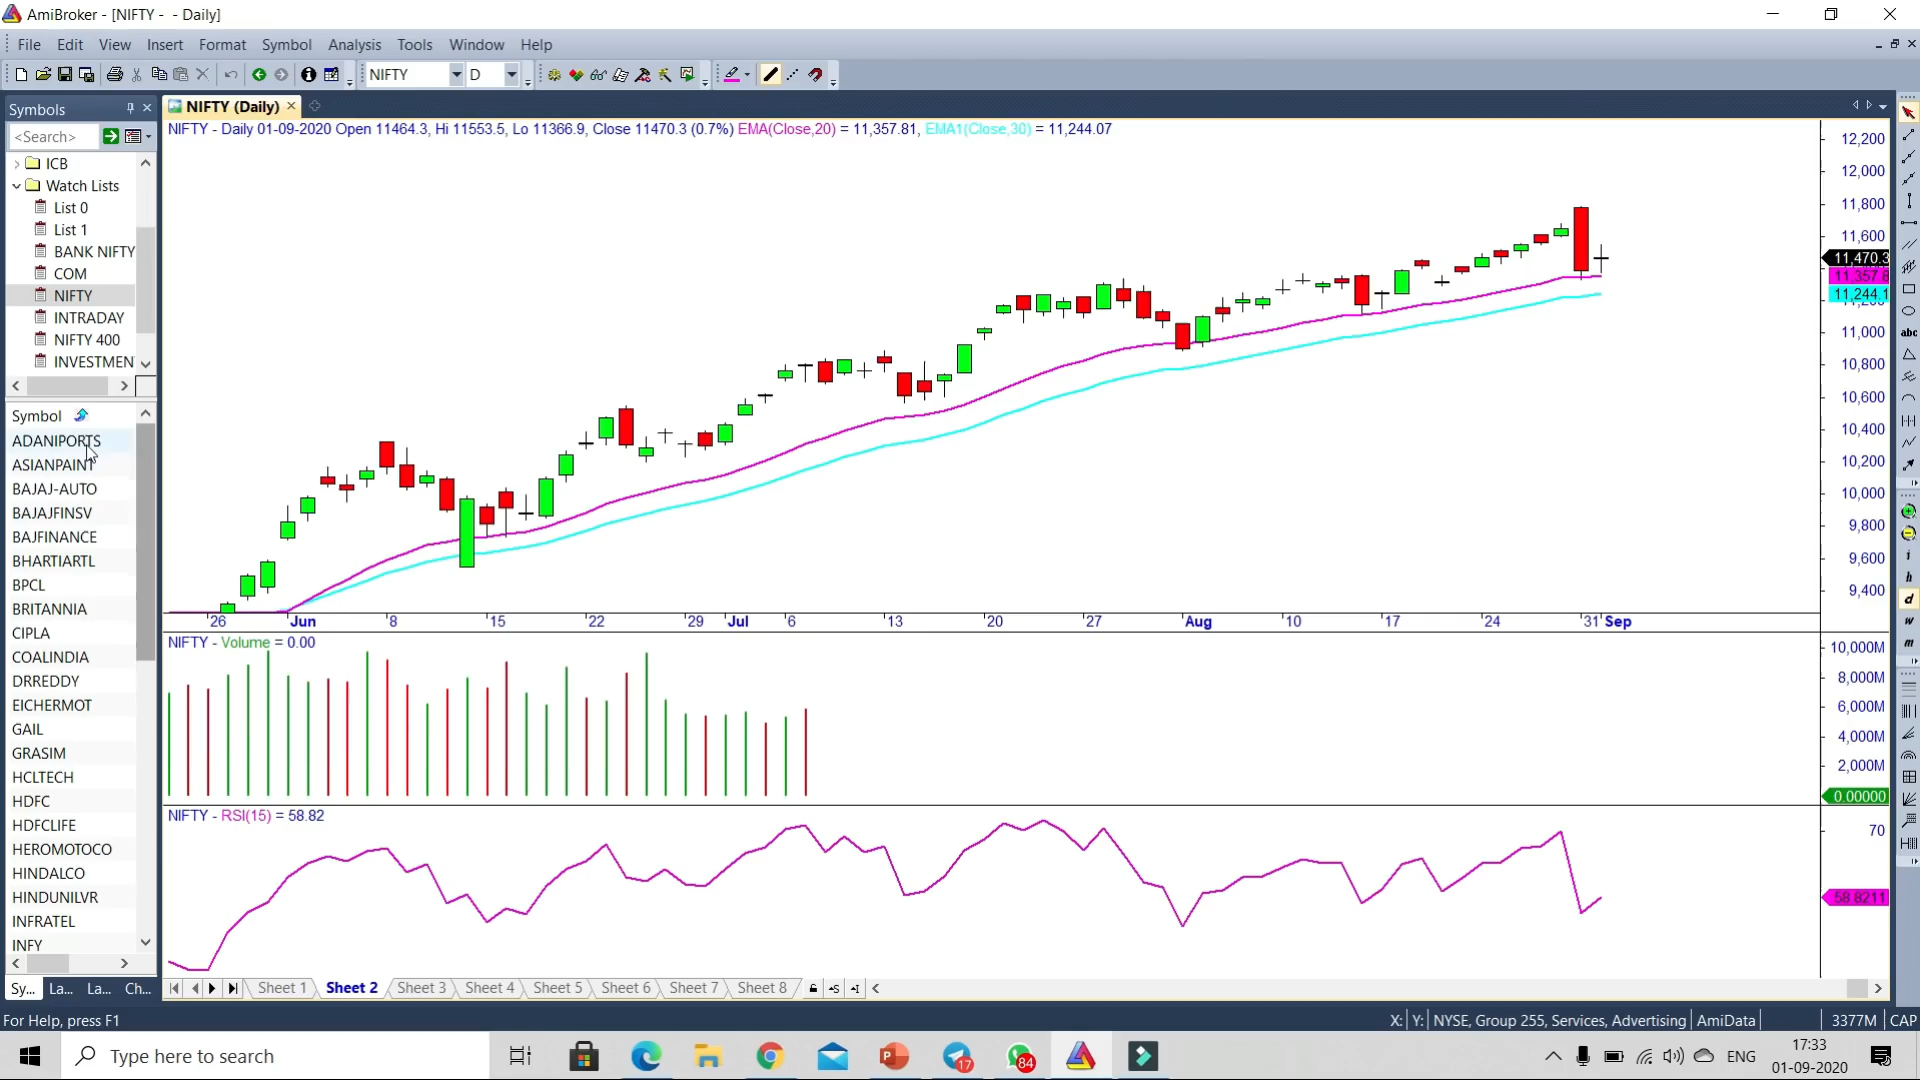 AmiBroker - [NIFTY -  - Daily]
File Edit View Insert Format Symbol Analysis Tools Window Help
NIFTY D
Symbols
<Search>
ICB
Watch Lists
List 0
List 1
BANK NIFTY
COM
NIFTY
INTRADAY
NIFTY 400
INVESTMEN
Symbol
ADANIPORTS
ASIANPAINT
BAJAJ-AUTO
BAJAJFINSV
BAJFINANCE
BHARTIARTL
BPCL
BRITANNIA
CIPLA
COALINDIA
DRREDDY
EICHERMOT
GAIL
GRASIM
HCLTECH
HDFC
HDFCLIFE
HEROMOTOCO
HINDALCO
HINDUNILVR
INFRATEL
INFY
Sy... La... La... Ch...
NIFTY (Daily)
NIFTY - Daily 01-09-2020 Open 11464.3, Hi 11553.5, Lo 11366.9, Close 11470.3 (0.7%) EMA(Close,20) = 11,357.81, EMA1(Close,30) = 11,244.07
12,200
12,000
11,800
11,600
11,470.3
11,357.8
11,244.1
11,000
10,800
10,600
10,400
10,200
10,000
9,800
9,600
9,400
26 Jun 8 15 22 29 Jul 6 13 20 27 Aug 10 17 24 31 Sep
NIFTY - Volume = 0.00
10,000M
8,000M
6,000M
4,000M
2,000M
0.00000
NIFTY - RSI(15) = 58.82
70
58.8211
Sheet 1 Sheet 2 Sheet 3 Sheet 4 Sheet 5 Sheet 6 Sheet 7 Sheet 8
abc
i
h
d
w
m
For Help, press F1
X: Y: NYSE, Group 255, Services, Advertising AmiData 3377M CAP
Type here to search
17
84
ENG
17:33
01-09-2020